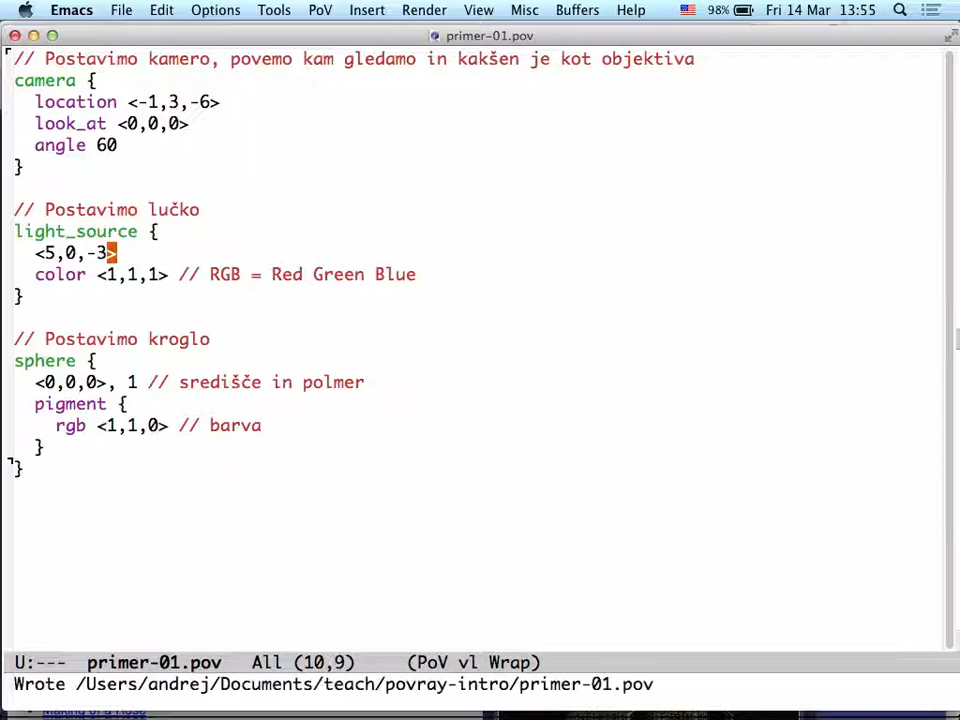 Emacs File Edit Options Tools PoV Insert Render View Misc Buffers Help 98% Fri 14 Mar 13:55
primer-01.pov
// Postavimo kamero, povemo kam gledamo in kakšen je kot objektiva
camera {
location <-1,3,-6>
look_at <0,0,0>
angle 60
}
// Postavimo lučko
light_source {
<5,0,-3>
color <1,1,1> // RGB = Red Green Blue
}
// Postavimo kroglo
sphere {
<0,0,0>, 1 // središče in polmer
pigment {
rgb <1,1,0> // barva
}
}
U:--- primer-01.pov All (10,9) (PoV vl Wrap)
Wrote /Users/andrej/Documents/teach/povray-intro/primer-01.pov